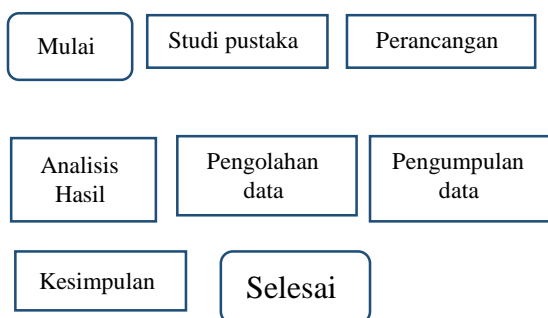 Mulai
Studi pustaka
Perancangan
Analisis
Hasil
Pengolahan
data
Pengumpulan
data
Kesimpulan
Selesai